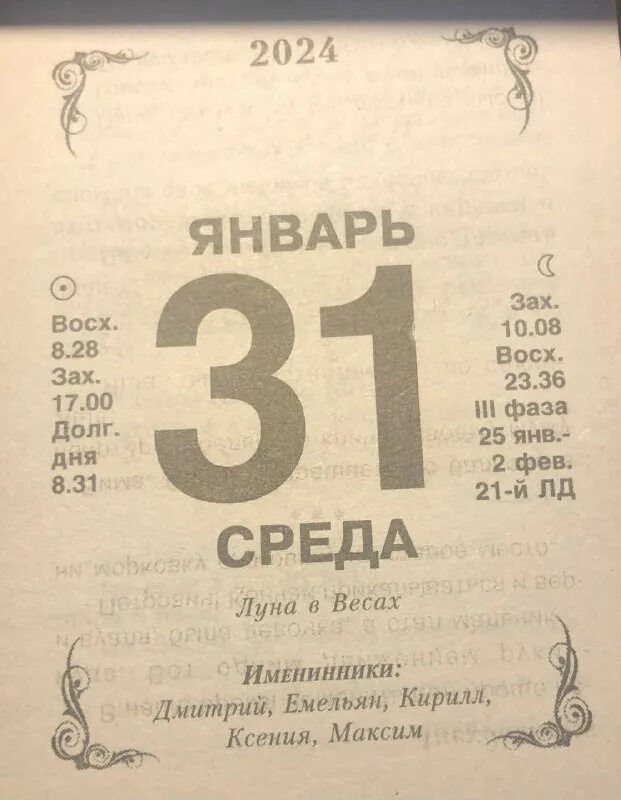 2024
ЯНВАРЬ
31
Восх.
8.28
Зах.
17.00
Долг.
дня
8.31
Зах.
10.08
Восх.
23.36
III фаза
25 янв.-
2 фев.
21-й ЛД
СРЕДА
Луна в Весах
Именинники:
Дмитрий, Емельян, Кирилл,
Ксения, Максим